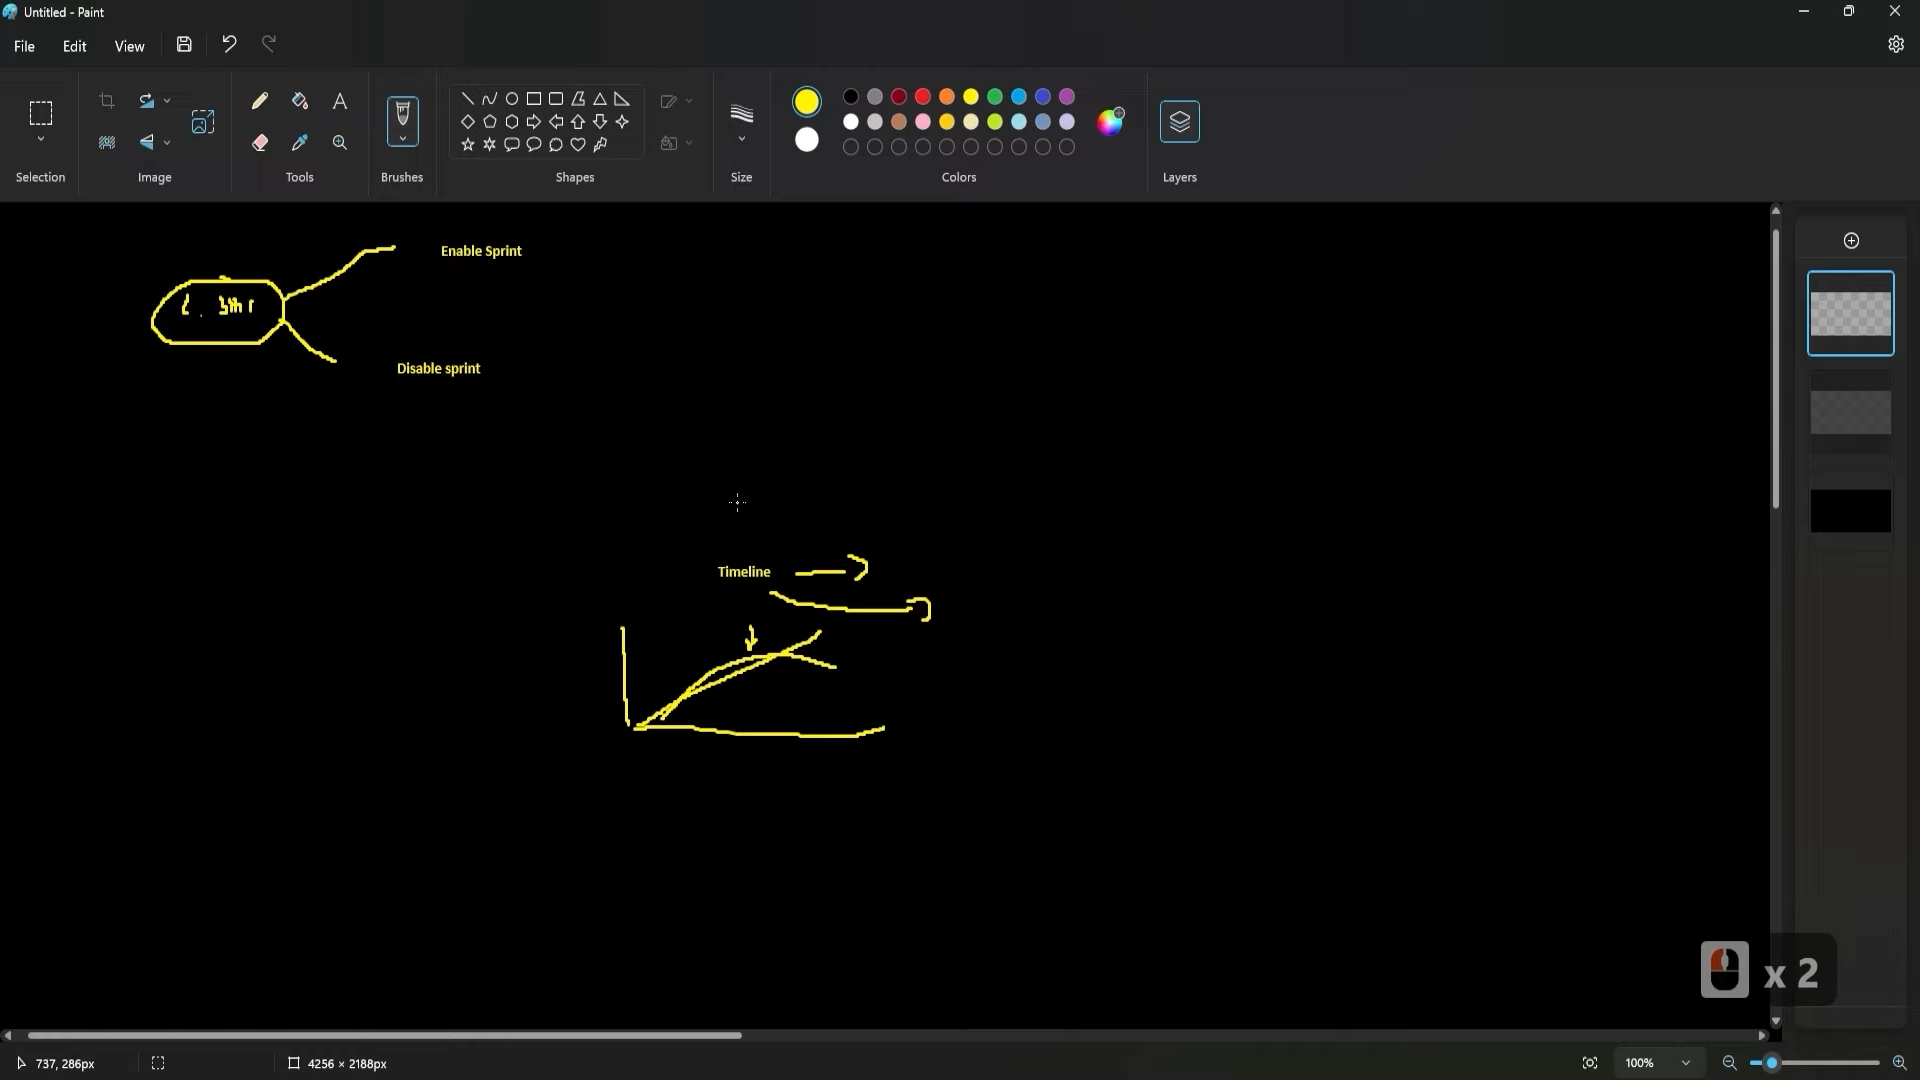 Untitled - Paint
File Edit View
Selection Image Tools Brushes Shapes Size Colors Layers
Enable Sprint
Disable sprint
Timeline
x 2
737, 286px 4256 × 2188px 100%